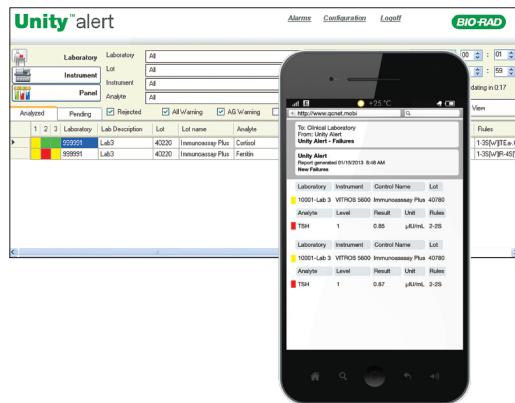 Unity™alert
Alarms Configuration Logoff
BIO-RAD
Laboratory Laboratory All 00 : 01
Lot All : 59
Instrument Instrument All dating in 0:17
Panel Analyte All View
Analyzed Pending Rejected All Warning AG Warning
1 2 3 Laboratory Lab Description Lot Lot name Analyte Rules
999991 Lab3 40220 Immunoassay Plus Cortisol
999991 Lab3 40220 Immunoassay Plus Ferritin
+25 °C
http://www.qcnet.mobi
To: Clinical Laboratory
From: Unity Alert
Unity Alert - Failures
Unity Alert
Report generated 01/15/2013 8:48 AM
New Failures
Laboratory Instrument Control Name Lot
10001-Lab 3 VITROS 5600 Immunoasssay Plus 40780
Analyte Level Result Unit Rules
TSH 1 0.85 µIU/mL 2-2S
Laboratory Instrument Control Name Lot
10001-Lab 3 VITROS 5600 Immunoasssay Plus 40780
Analyte Level Result Unit Rules
TSH 1 0.87 µIU/mL 2-2S